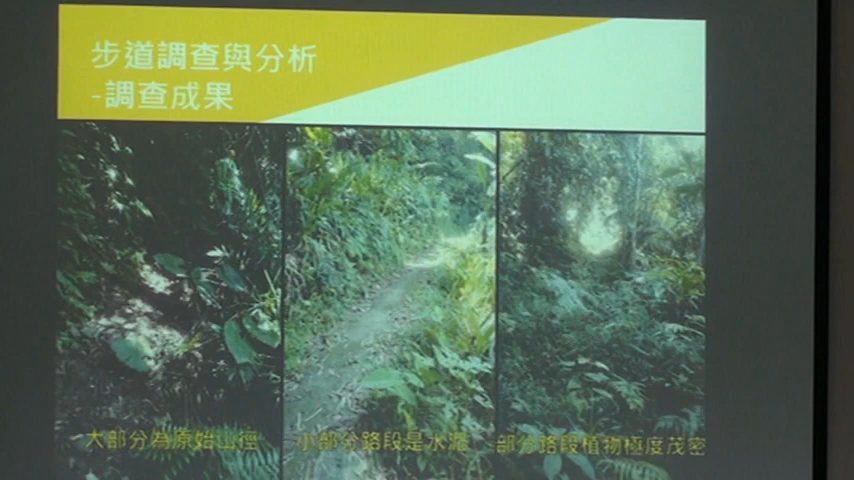 步道調查與分析
-調查成果
大部分為原始山徑
小部分路段是水泥
部分路段植物極度茂密